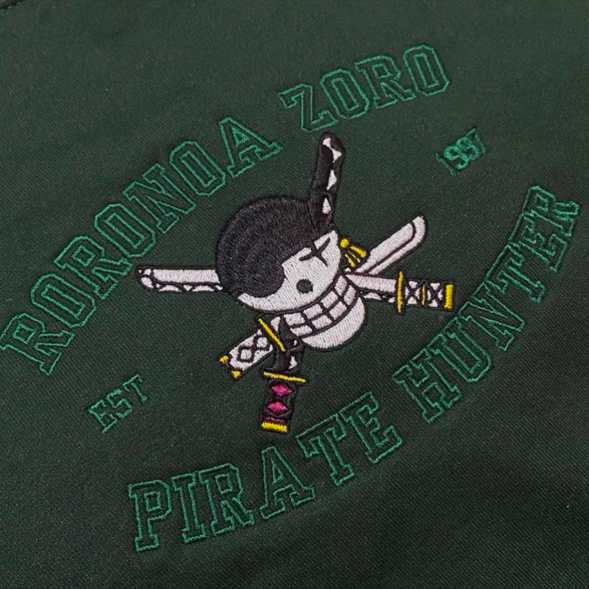 RORONOA ZORO
EST
1997
PIRATE HUNTER